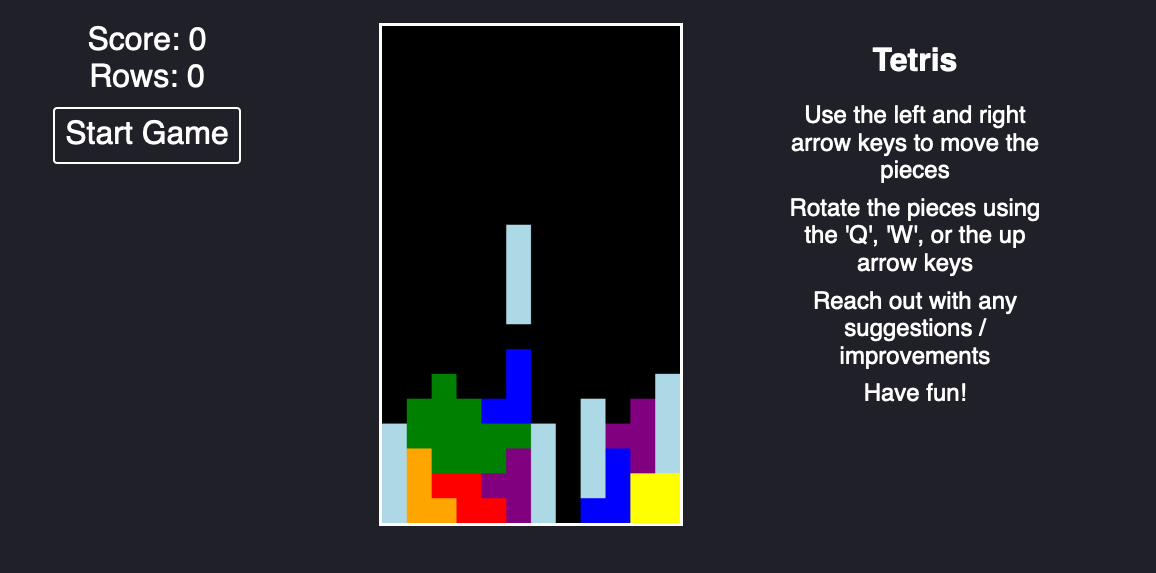 Score: 0
Rows: 0
Start Game
Tetris
Use the left and right
arrow keys to move the
pieces
Rotate the pieces using
the 'Q', 'W', or the up
arrow keys
Reach out with any
suggestions /
improvements
Have fun!